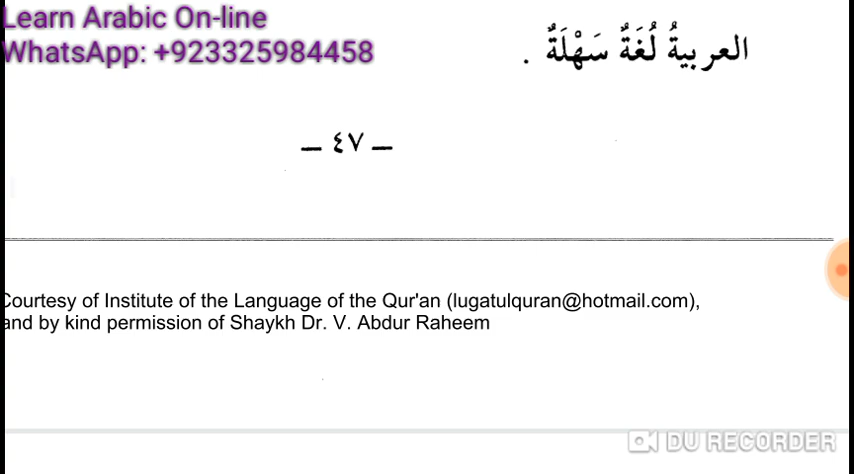 Learn Arabic On-line
WhatsApp: +923325984458
العربيةُ لُغَةٌ سَهْلَةٌ .
– ٤٧ –
Courtesy of Institute of the Language of the Qur'an (lugatulquran@hotmail.com),
and by kind permission of Shaykh Dr. V. Abdur Raheem
DU RECORDER